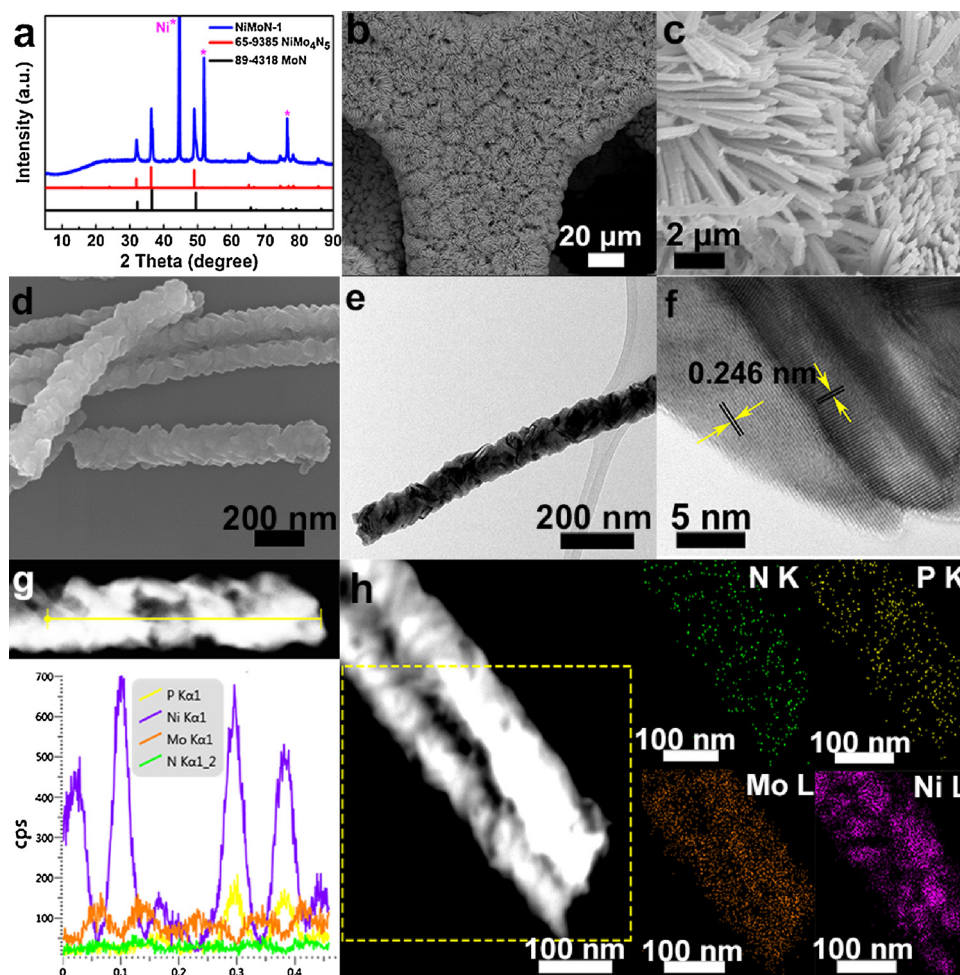 a
Ni*
*
*
NiMoN-1
65-9385 NiMo4N5
89-4318 MoN
Intensity (a.u.)
10 20 30 40 50 60 70 80 90
2 Theta (degree)
b
20 µm
c
2 µm
d
200 nm
e
200 nm
f
0.246 nm
5 nm
g
700
600
500
400
300
200
100
cps
P Kα1
Ni Kα1
Mo Kα1
N Kα1_2
0 0.1 0.2 0.3 0.4
h
100 nm
N K
100 nm
P K
100 nm
Mo L
100 nm
Ni L
100 nm